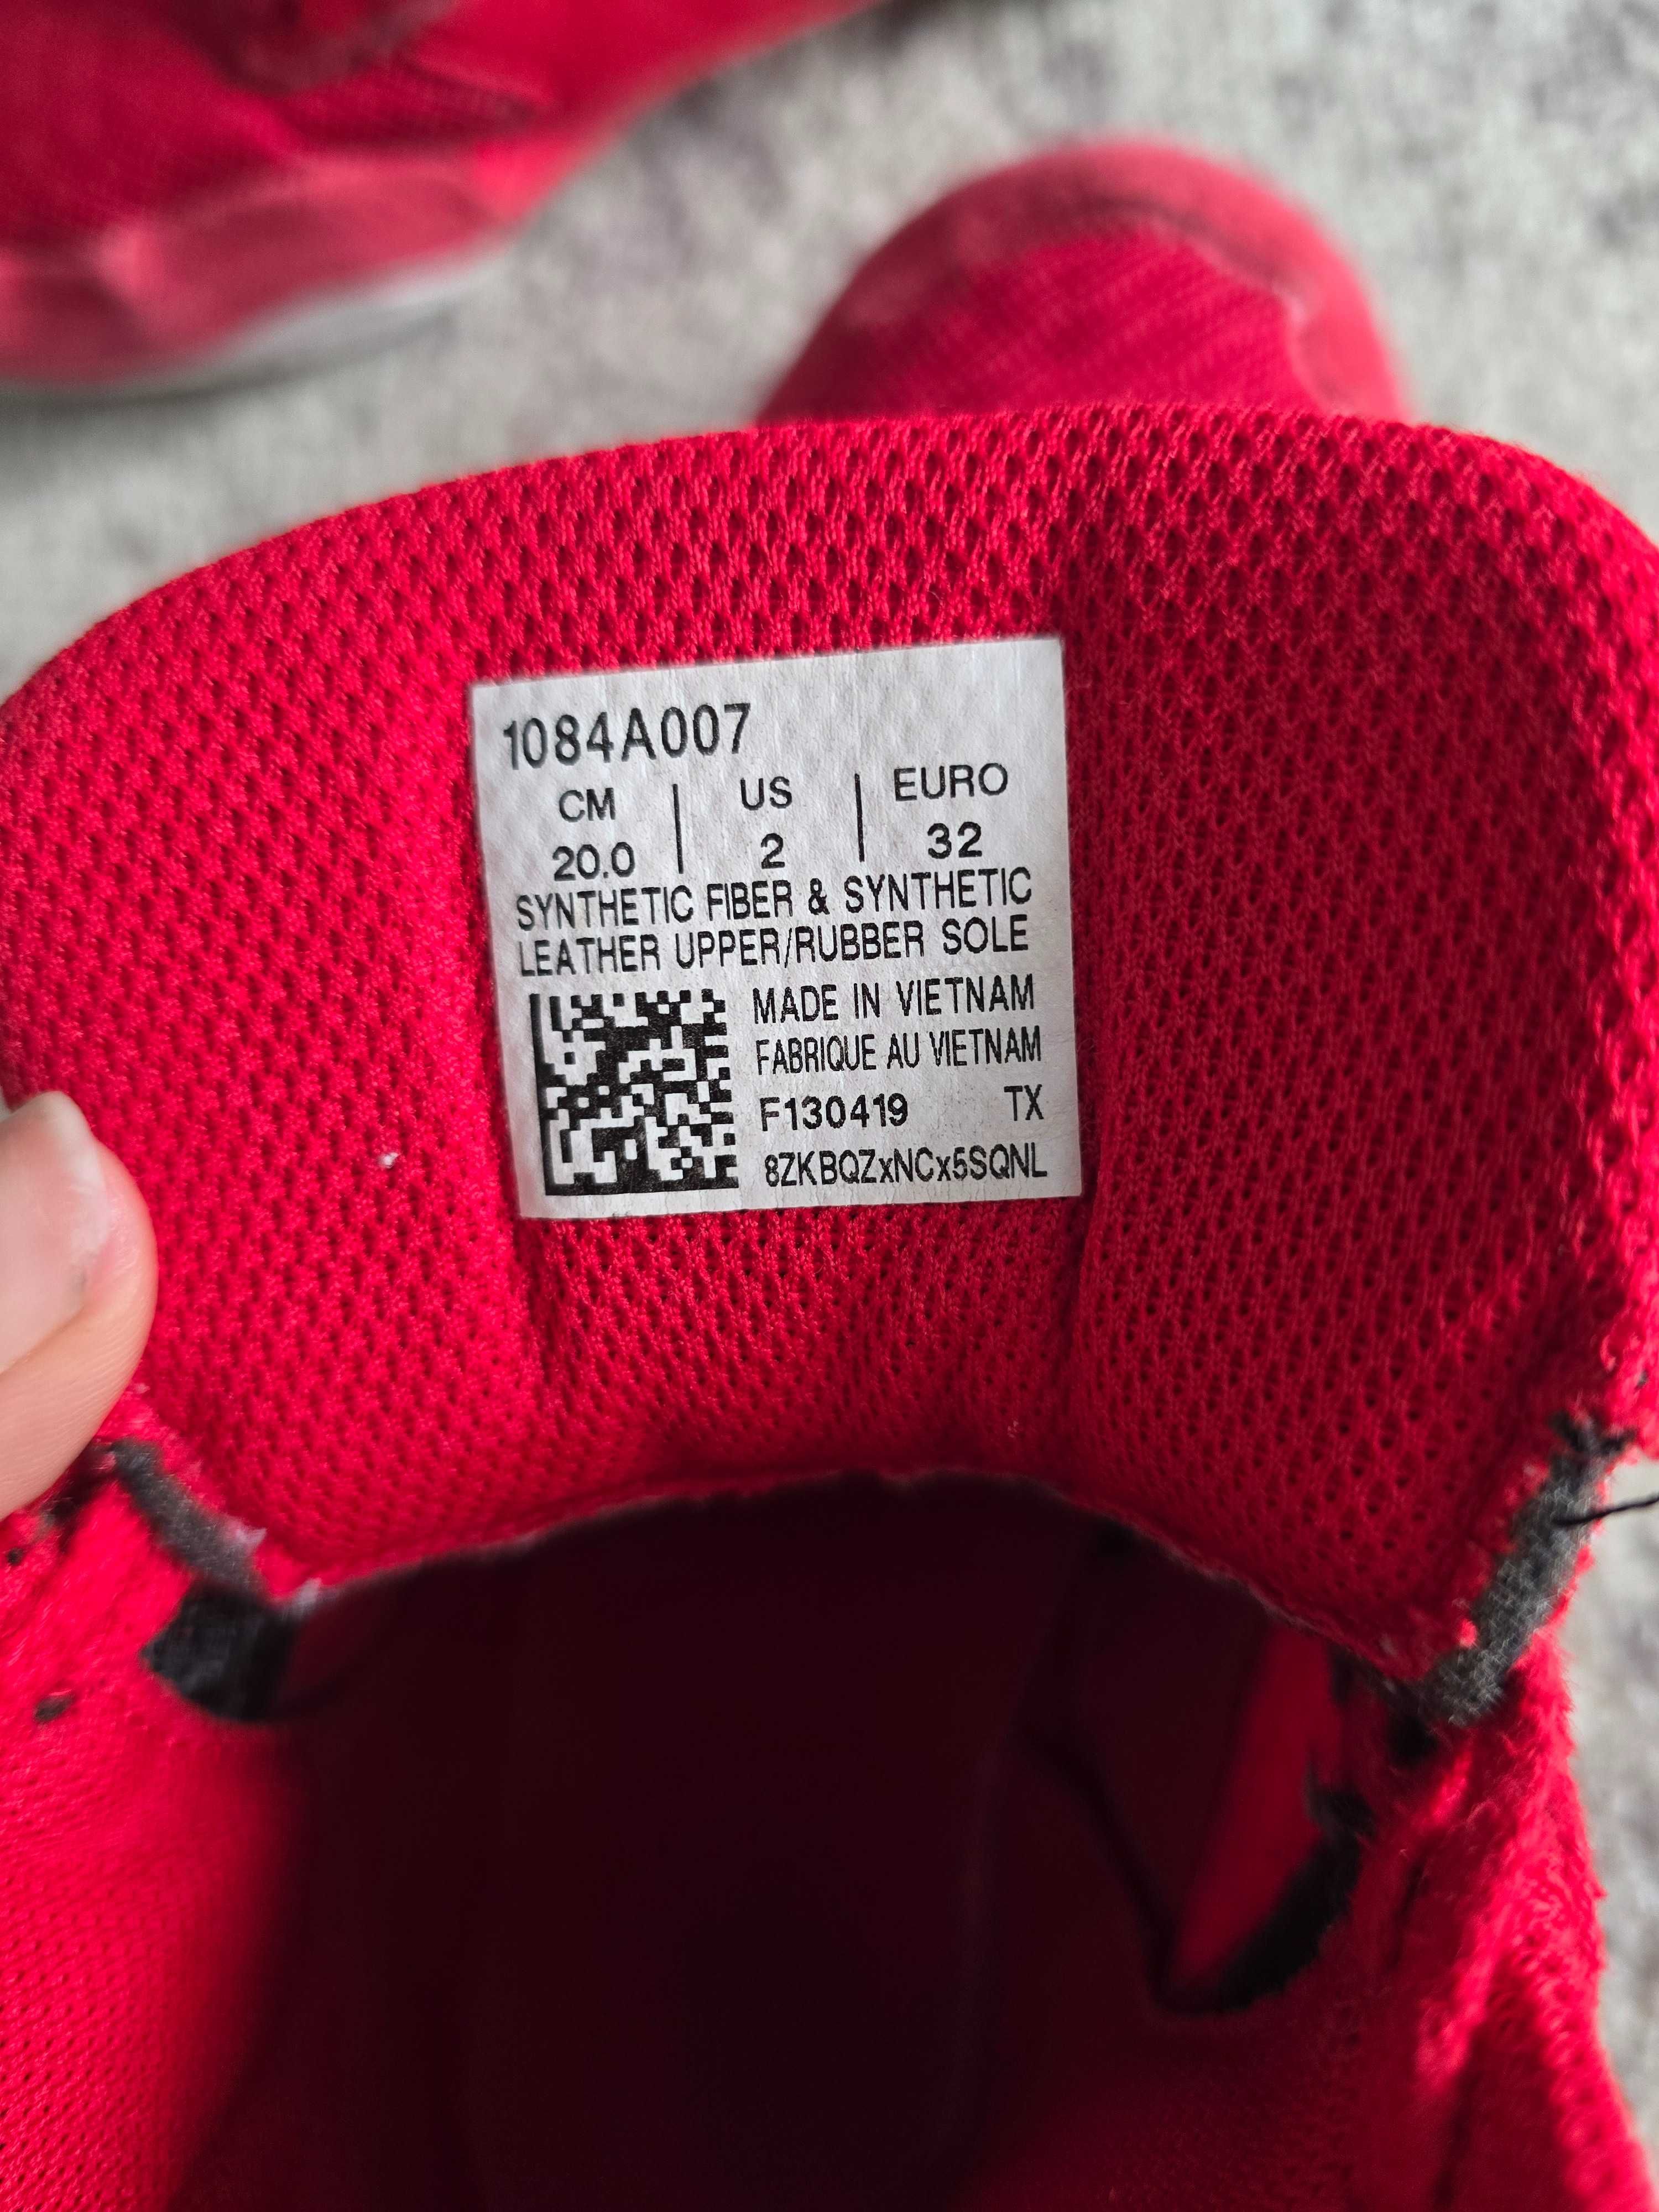 1084A007
CM | US | EURO
20.0 | 2 | 32
SYNTHETIC FIBER & SYNTHETIC
LEATHER UPPER/RUBBER SOLE
MADE IN VIETNAM
FABRIQUE AU VIETNAM
F130419 TX
8ZKBQZxNCx5SQNL